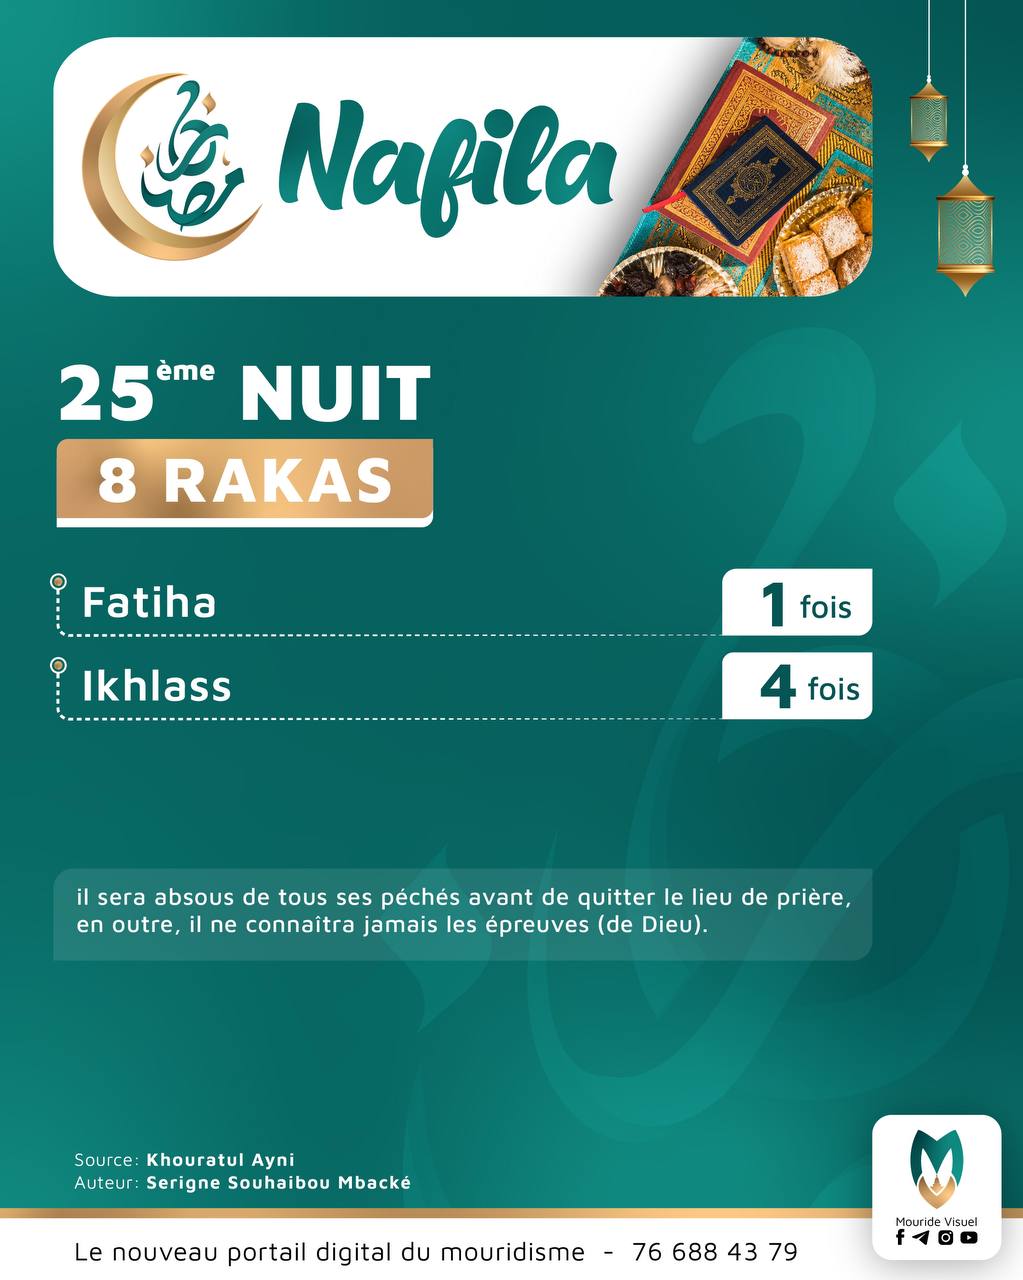 رمضان
Nafila
25ème NUIT
8 RAKAS
Fatiha 1 fois
Ikhlass 4 fois
il sera absous de tous ses péchés avant de quitter le lieu de prière,
en outre, il ne connaîtra jamais les épreuves (de Dieu).
Source: Khouratul Ayni
Auteur: Serigne Souhaibou Mbacké
Mouride Visuel
Le nouveau portail digital du mouridisme - 76 688 43 79